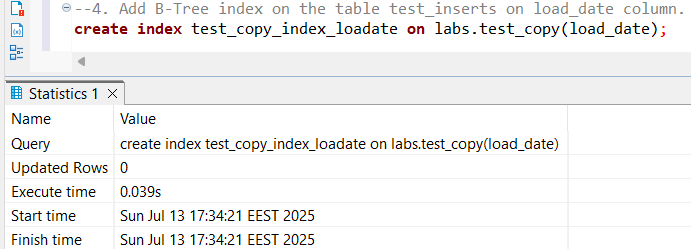 --4. Add B-Tree index on the table test_inserts on load_date column.
create index test_copy_index_loadate on labs.test_copy(load_date);
Statistics 1
Name Value
Query create index test_copy_index_loadate on labs.test_copy(load_date)
Updated Rows 0
Execute time 0.039s
Start time Sun Jul 13 17:34:21 EEST 2025
Finish time Sun Jul 13 17:34:21 EEST 2025